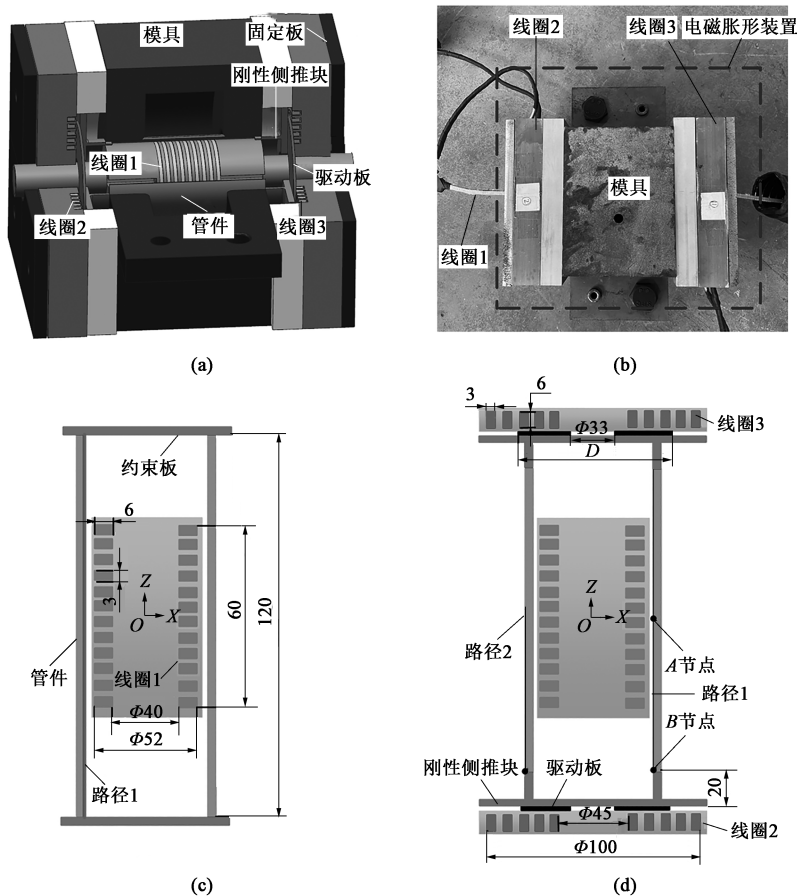 模具
固定板
刚性侧推块
线圈1
驱动板
线圈2
管件
线圈3
(a)
线圈2
线圈3
电磁胀形装置
模具
线圈1
(b)
约束板
6
3
Z
O
X
60
120
管件
线圈1
Φ40
Φ52
路径1
(c)
3
6
线圈3
Φ33
D
Z
O
X
路径2
A节点
路径1
B节点
刚性侧推块
驱动板
20
Φ45
线圈2
Φ100
(d)